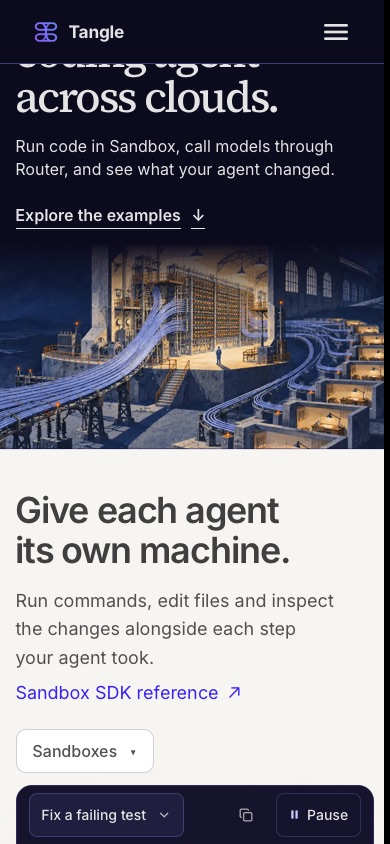 Tangle
coding agent
across clouds.
Run code in Sandbox, call models through
Router, and see what your agent changed.
Explore the examples ↓
Give each agent
its own machine.
Run commands, edit files and inspect
the changes alongside each step
your agent took.
Sandbox SDK reference ↗
Sandboxes ▾
Fix a failing test
Pause